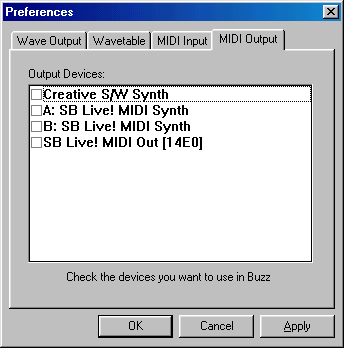 Preferences
Wave Output Wavetable MIDI Input MIDI Output
Output Devices:
Creative S/W Synth
A: SB Live! MIDI Synth
B: SB Live! MIDI Synth
SB Live! MIDI Out [14E0]
Check the devices you want to use in Buzz
OK Cancel Apply